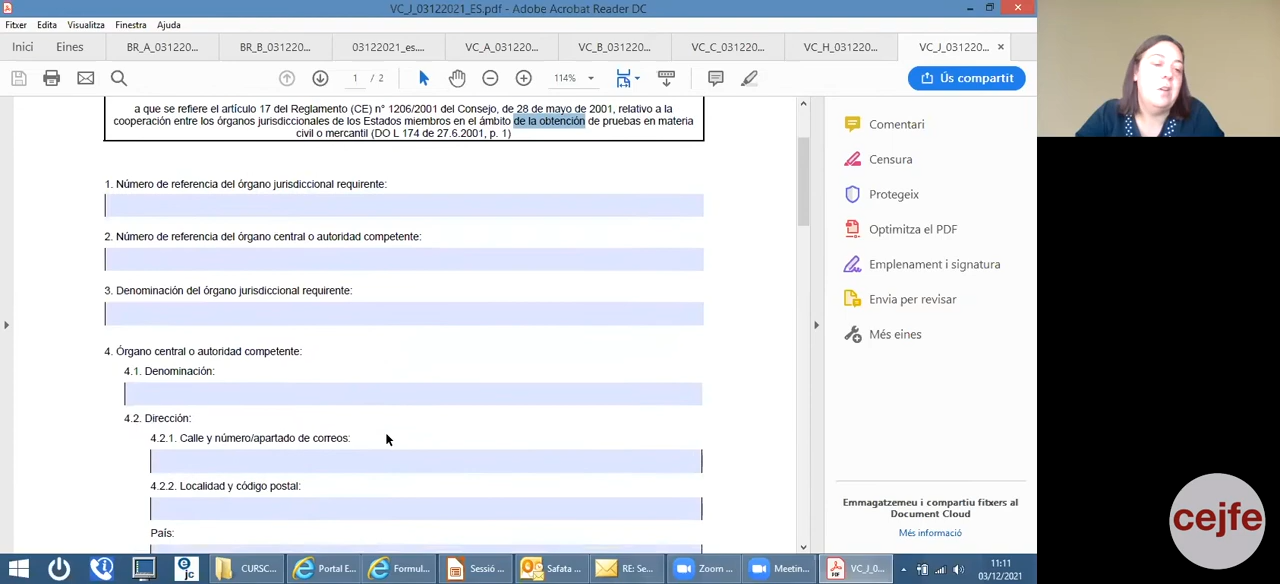 VC_J_03122021_ES.pdf - Adobe Acrobat Reader DC
Fitxer Edita Visualitza Finestra Ajuda
Inici Eines BR_A_031220... BR_B_031220... 03122021_es.... VC_A_031220... VC_B_031220... VC_C_031220... VC_H_031220... VC_J_031220... ×
1 / 2 114% Ús compartit
a que se refiere el artículo 17 del Reglamento (CE) n° 1206/2001 del Consejo, de 28 de mayo de 2001, relativo a la
cooperación entre los órganos jurisdiccionales de los Estados miembros en el ámbito de la obtención de pruebas en materia
civil o mercantil (DO L 174 de 27.6.2001, p. 1)
1. Número de referencia del órgano jurisdiccional requirente:
2. Número de referencia del órgano central o autoridad competente:
3. Denominación del órgano jurisdiccional requirente:
4. Órgano central o autoridad competente:
4.1. Denominación:
4.2. Dirección:
4.2.1. Calle y número/apartado de correos:
4.2.2. Localidad y código postal:
País:
Comentari
Censura
Protegeix
Optimitza el PDF
Emplenament i signatura
Envia per revisar
Més eines
Emmagatzemeu i compartiu fitxers al
Document Cloud
Més informació
cejfe
ejc CURSC... Portal E... Formul... Sessió ... Safata ... RE: Se... Zoom ... Meetin... VC_J_0...
11:11
03/12/2021